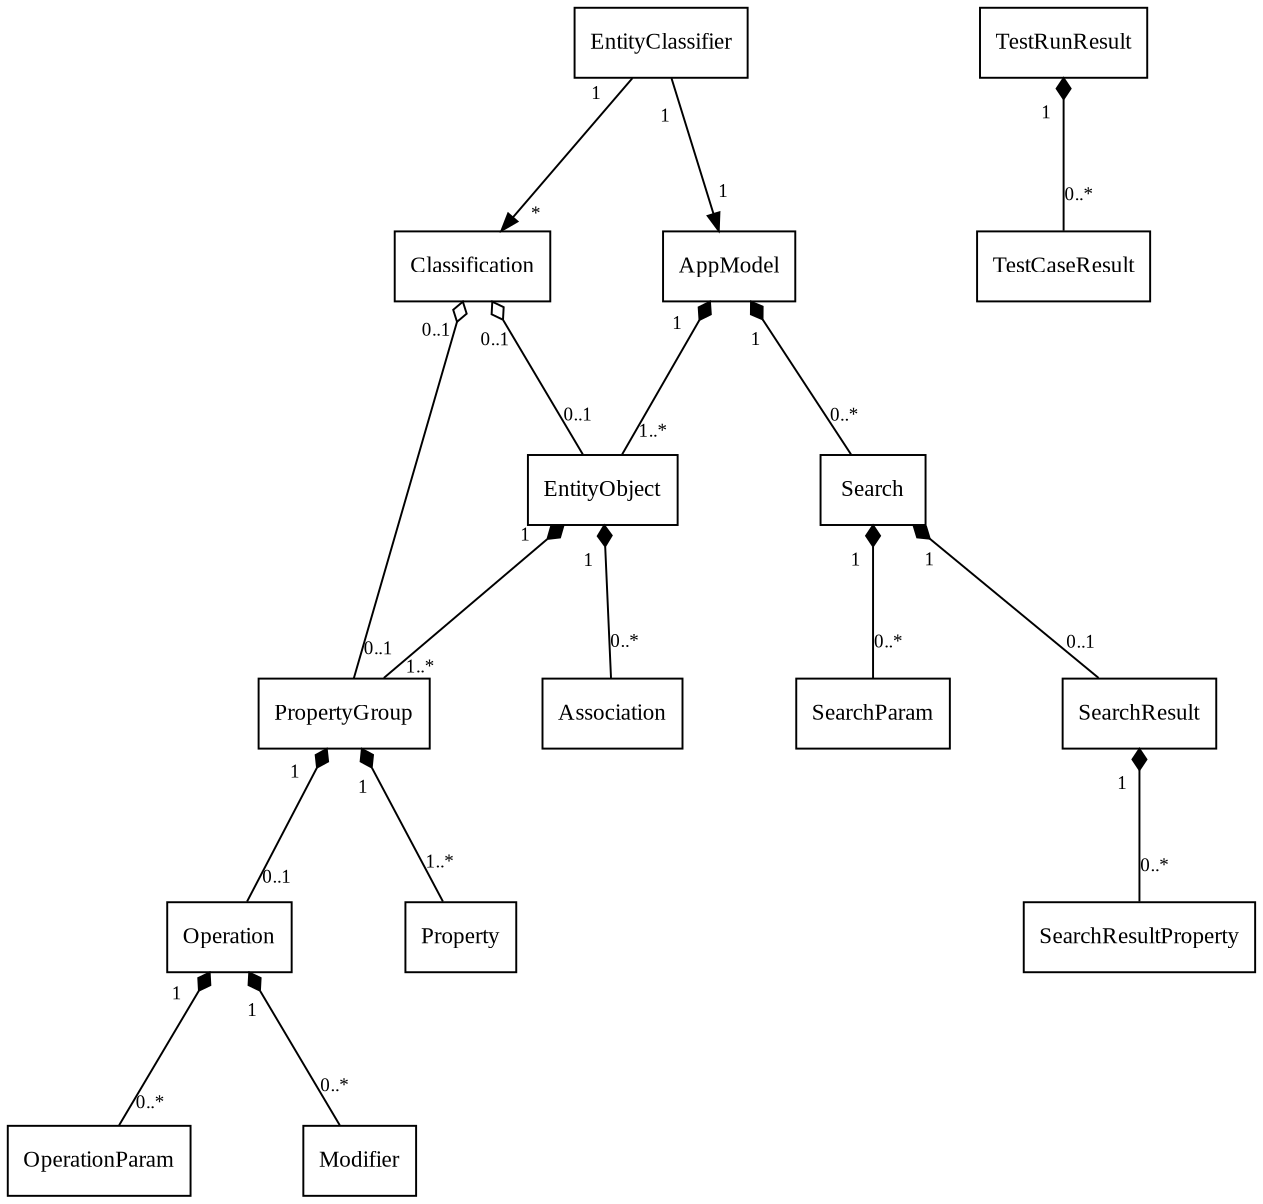 EntityClassifier
TestRunResult
1
1
1
1
*
0..*
Classification
AppModel
TestCaseResult
0..1
0..1
1
1
0..1
1..*
0..*
EntityObject
Search
1
1
1
1
0..1
1..*
0..*
0..*
0..1
PropertyGroup
Association
SearchParam
SearchResult
1
1
1
0..1
1..*
0..*
Operation
Property
SearchResultProperty
1
1
0..*
0..*
OperationParam
Modifier